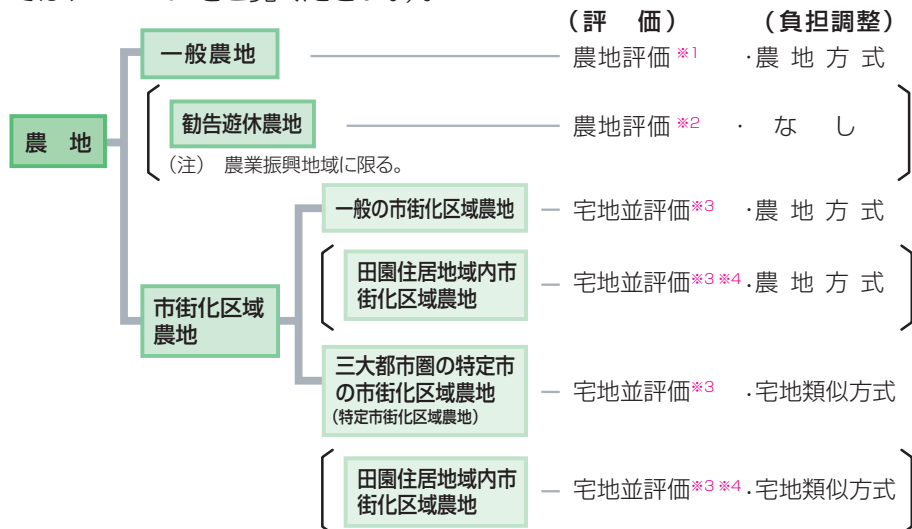 （評　価）　（負担調整）
農　地
一般農地 農地評価※1 ・農 地 方 式
勧告遊休農地 農地評価※2 ・ な し
（注）　農業振興地域に限る。
市街化区域
農地
一般の市街化区域農地 宅地並評価※3 ・農 地 方 式
田園住居地域内市
街化区域農地 宅地並評価※3 ※4・農 地 方 式
三大都市圏の特定市
の市街化区域農地
（特定市街化区域農地） 宅地並評価※3 ・宅地類似方式
田園住居地域内市
街化区域農地 宅地並評価※3 ※4・宅地類似方式